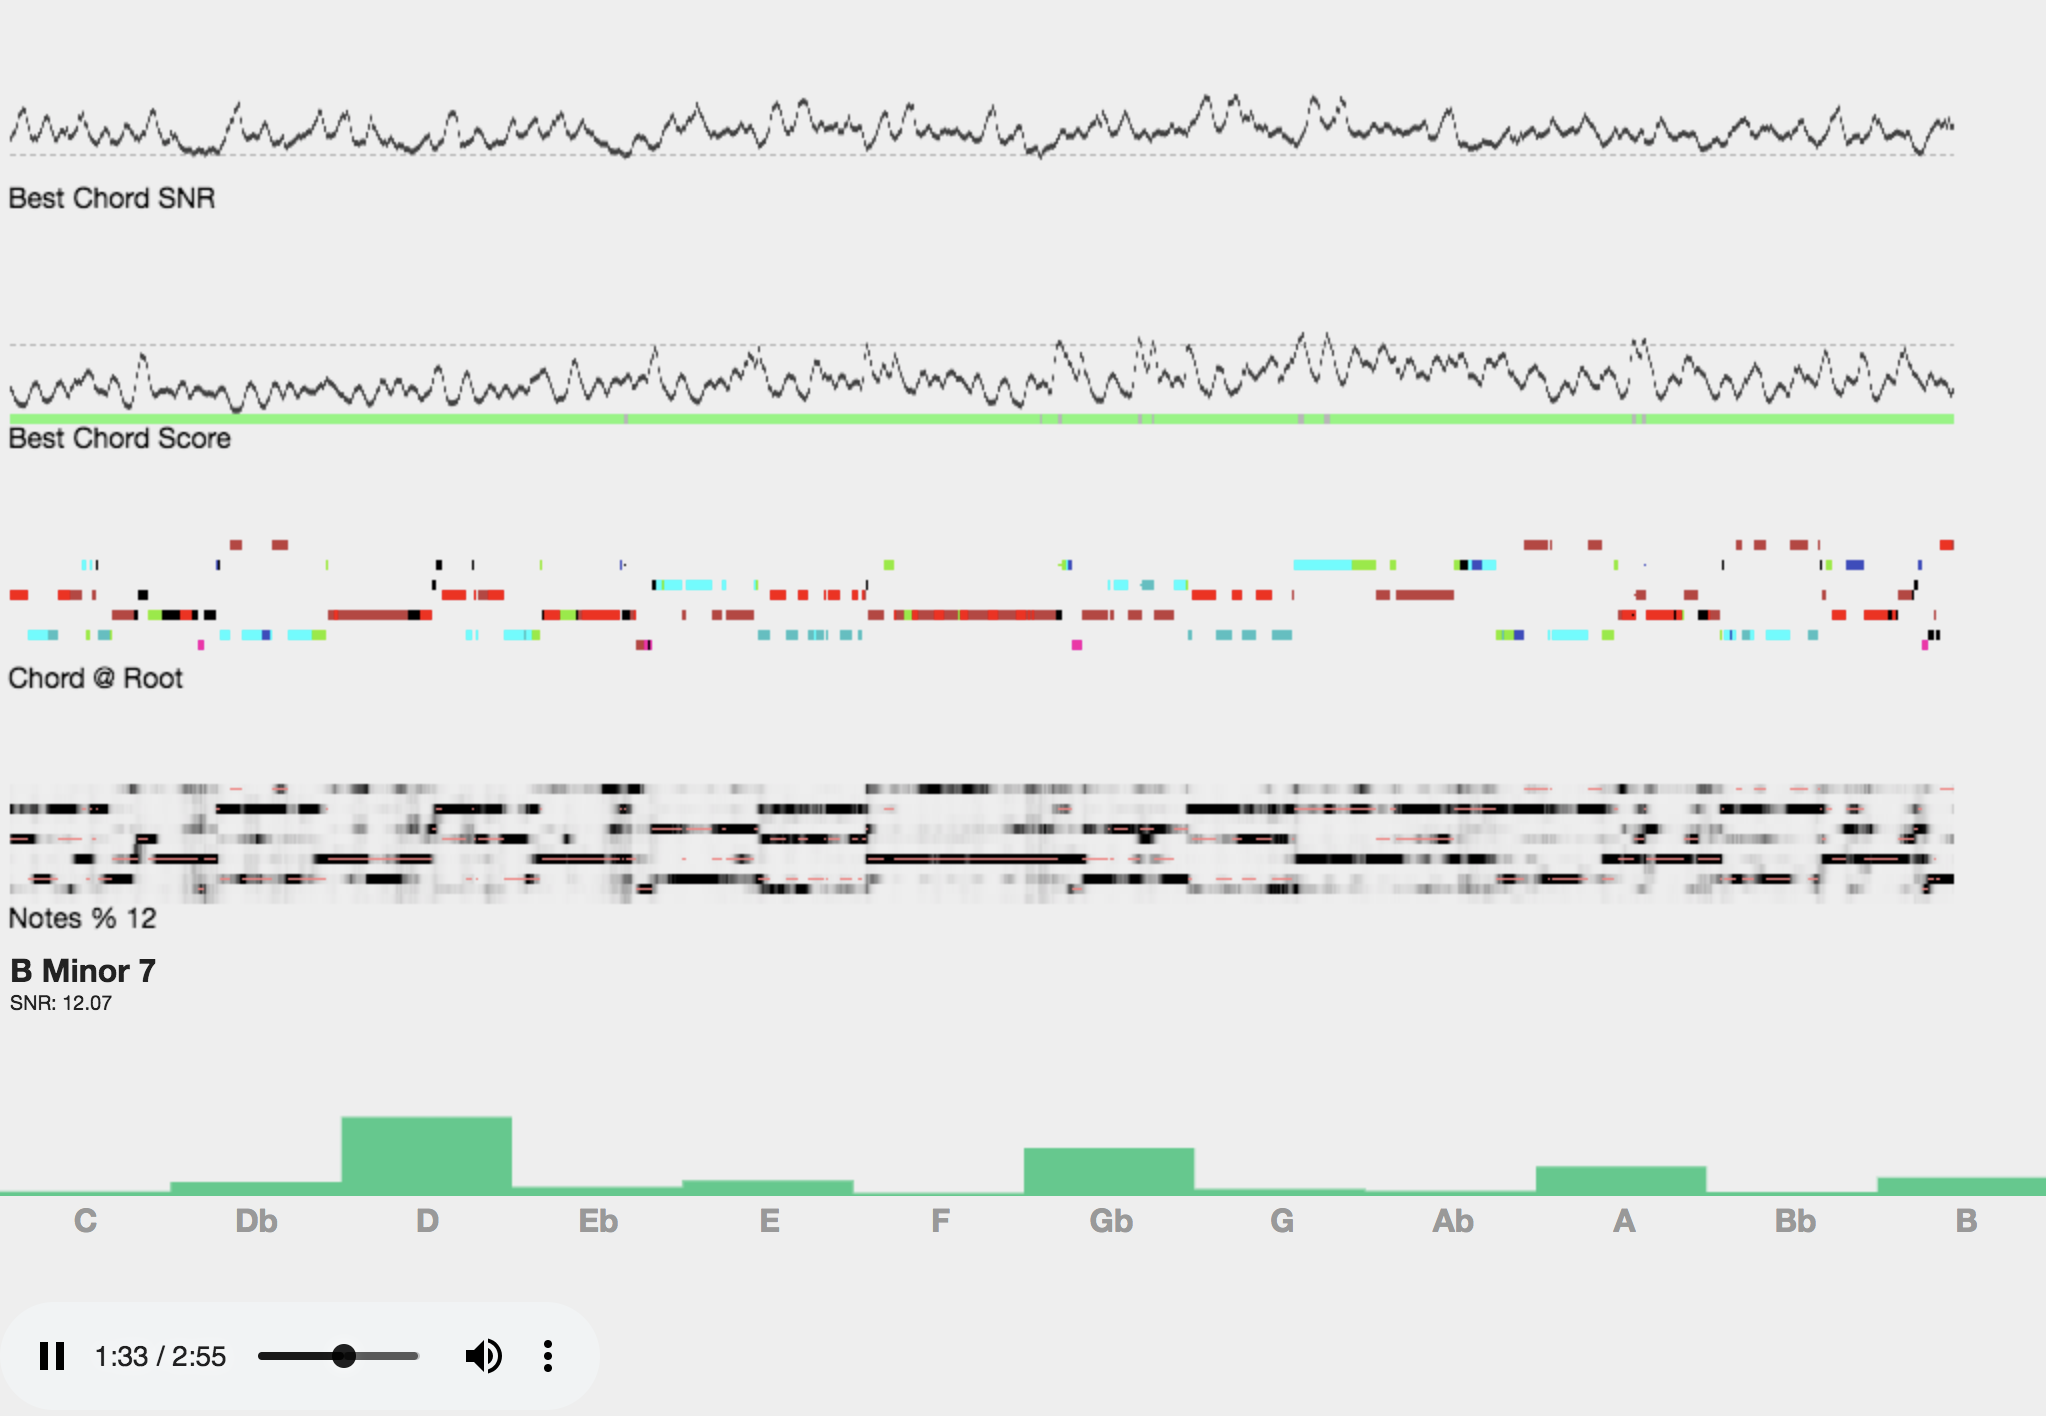 Best Chord SNR
Best Chord Score
Chord @ Root
Notes % 12
B Minor 7
SNR: 12.07
C Db D Eb E F Gb G Ab A Bb B
1:33 / 2:55